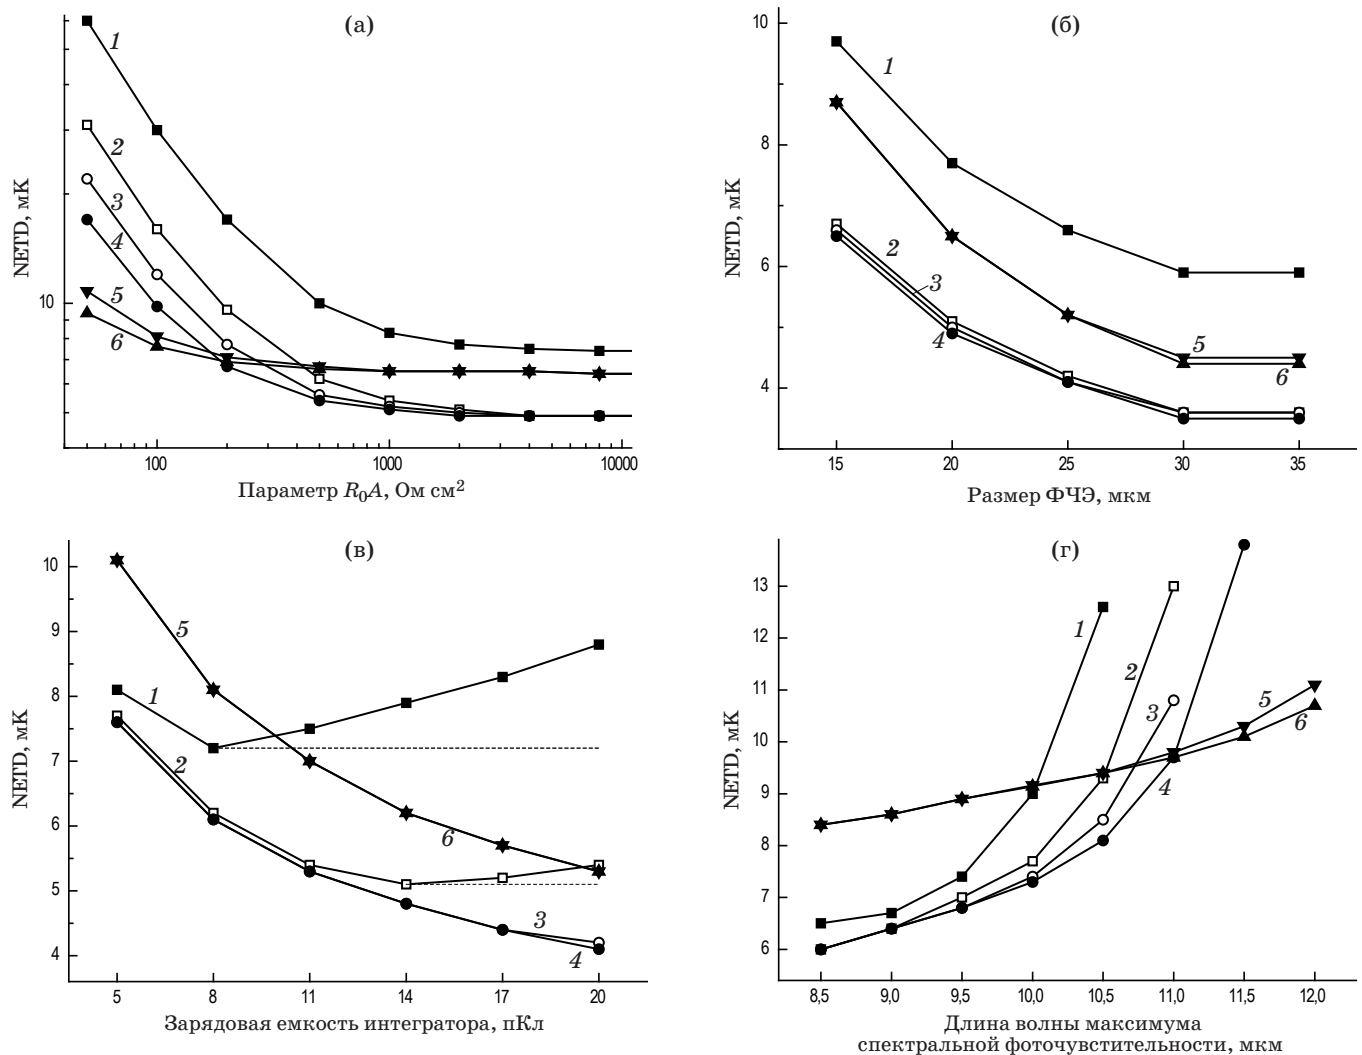 (а)
NETD, мК
10
1
2
3
4
5
6
100
1000
10000
Параметр R₀A, Ом см²
(б)
NETD, мК
10
8
6
4
1
2
3
4
5
6
15 20 25 30 35
Размер ФЧЭ, мкм
(в)
NETD, мК
10
9
8
7
6
5
4
1
2
3
4
5
6
5 8 11 14 17 20
Зарядовая емкость интегратора, пКл
(г)
NETD, мК
13
12
11
10
9
8
7
6
1
2
3
4
5
6
8,5 9,0 9,5 10,0 10,5 11,0 11,5 12,0
Длина волны максимума
спектральной фоточувстительности, мкм